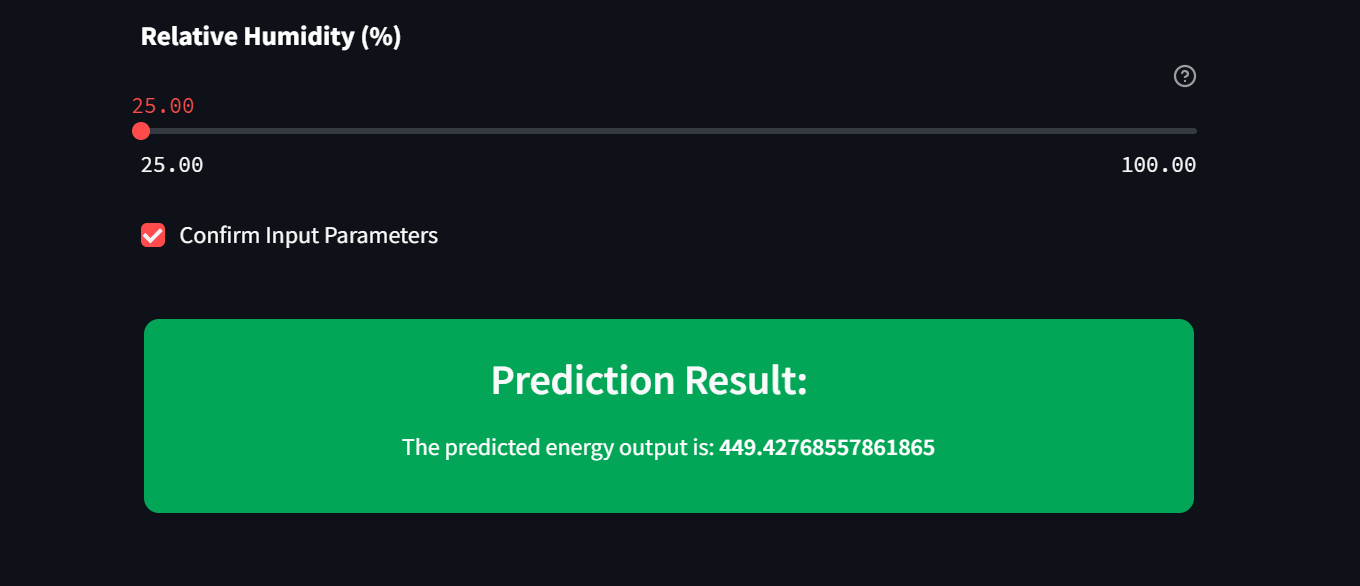 Relative Humidity (%)
?
25.00
25.00 100.00
Confirm Input Parameters
Prediction Result:
The predicted energy output is: 449.42768557861865